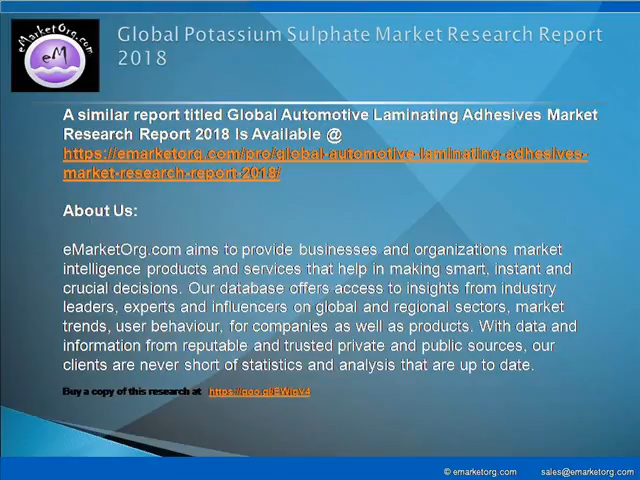 eMarketOrg.com
eM
Global Potassium Sulphate Market Research Report
2018
A similar report titled Global Automotive Laminating Adhesives Market
Research Report 2018 Is Available @
https://emarketorg.com/pro/global-automotive-laminating-adhesives-
market-research-report-2018/
About Us:
eMarketOrg.com aims to provide businesses and organizations market
intelligence products and services that help in making smart, instant and
crucial decisions. Our database offers access to insights from industry
leaders, experts and influencers on global and regional sectors, market
trends, user behaviour, for companies as well as products. With data and
information from reputable and trusted private and public sources, our
clients are never short of statistics and analysis that are up to date.
Buy a copy of this research at
© emarketorg.com sales@emarketorg.com